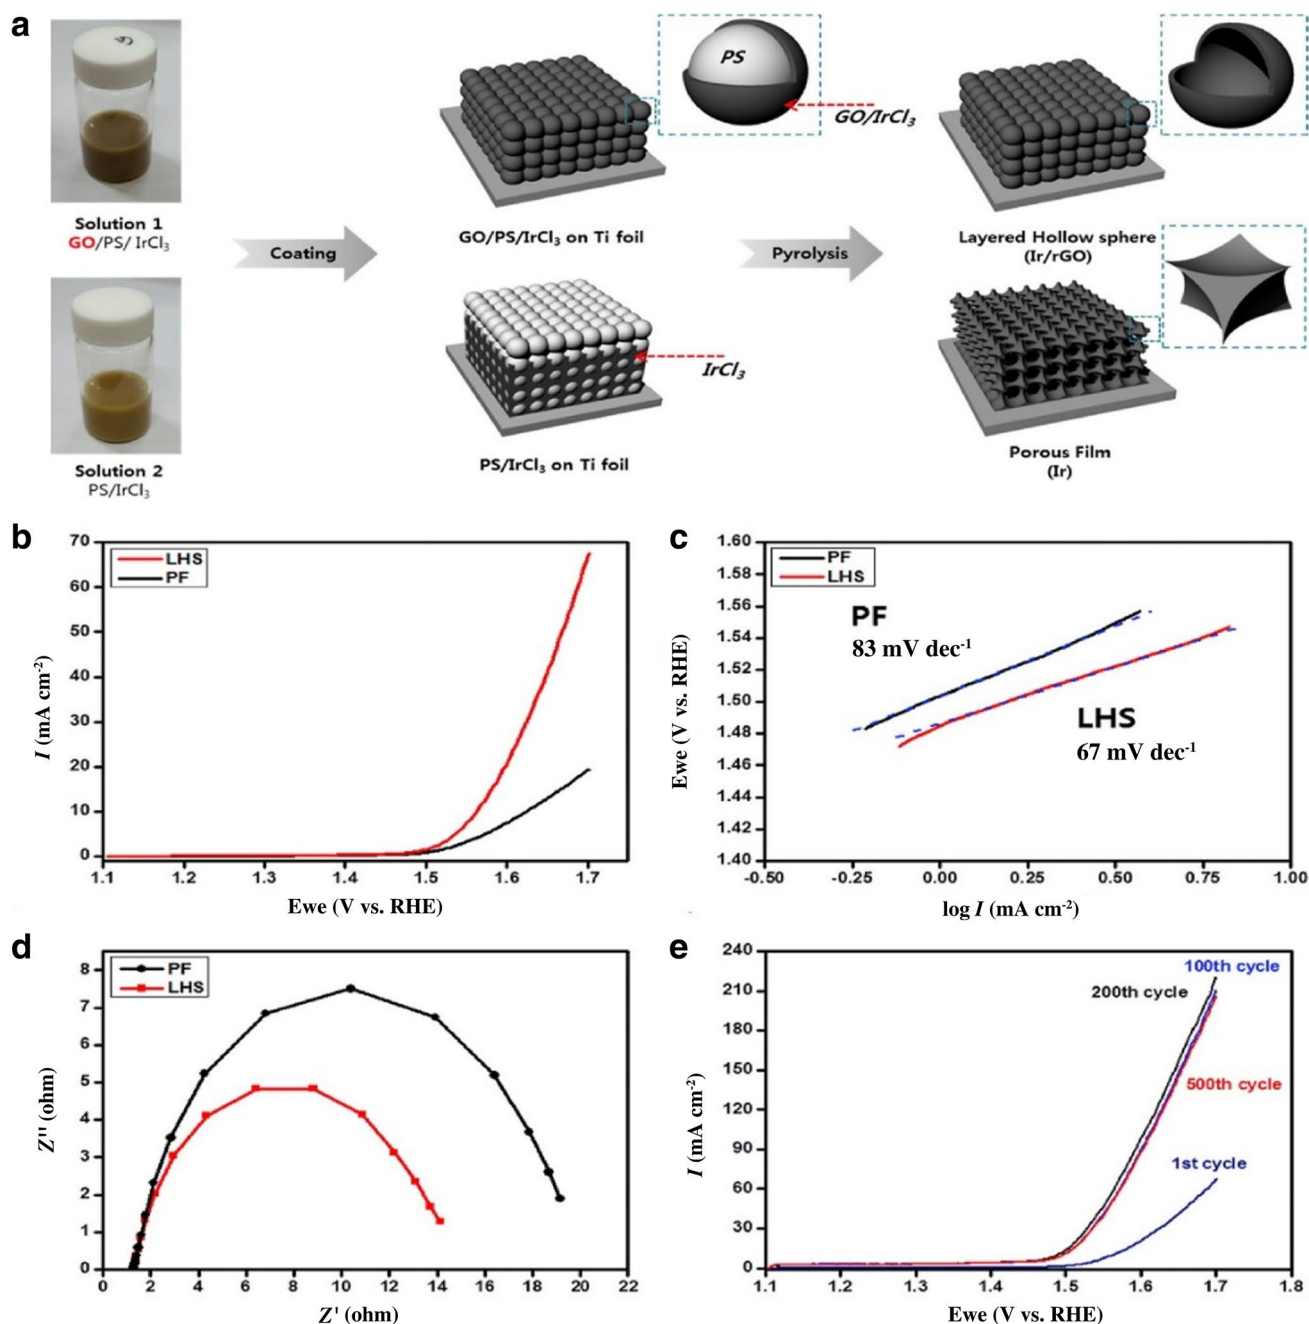 a
PS
GO/IrCl₃
Solution 1
GO/PS/ IrCl₃
Coating
GO/PS/IrCl₃ on Ti foil
Pyrolysis
Layered Hollow sphere
(Ir/rGO)
IrCl₃
Solution 2
PS/IrCl₃
PS/IrCl₃ on Ti foil
Porous Film
(Ir)
b
70
60
50
40
30
20
10
0
I (mA cm⁻²)
LHS
PF
1.1 1.2 1.3 1.4 1.5 1.6 1.7
Ewe (V vs. RHE)
c
1.60
1.58
1.56
1.54
1.52
1.50
1.48
1.46
1.44
1.42
1.40
Ewe (V vs. RHE)
PF
LHS
PF
83 mV dec⁻¹
LHS
67 mV dec⁻¹
-0.50 -0.25 0.00 0.25 0.50 0.75 1.00
log I (mA cm⁻²)
d
8
7
6
5
4
3
2
1
0
Z'' (ohm)
PF
LHS
0 2 4 6 8 10 12 14 16 18 20 22
Z' (ohm)
e
240
210
180
150
120
90
60
30
0
I (mA cm⁻²)
100th cycle
200th cycle
500th cycle
1st cycle
1.1 1.2 1.3 1.4 1.5 1.6 1.7 1.8
Ewe (V vs. RHE)